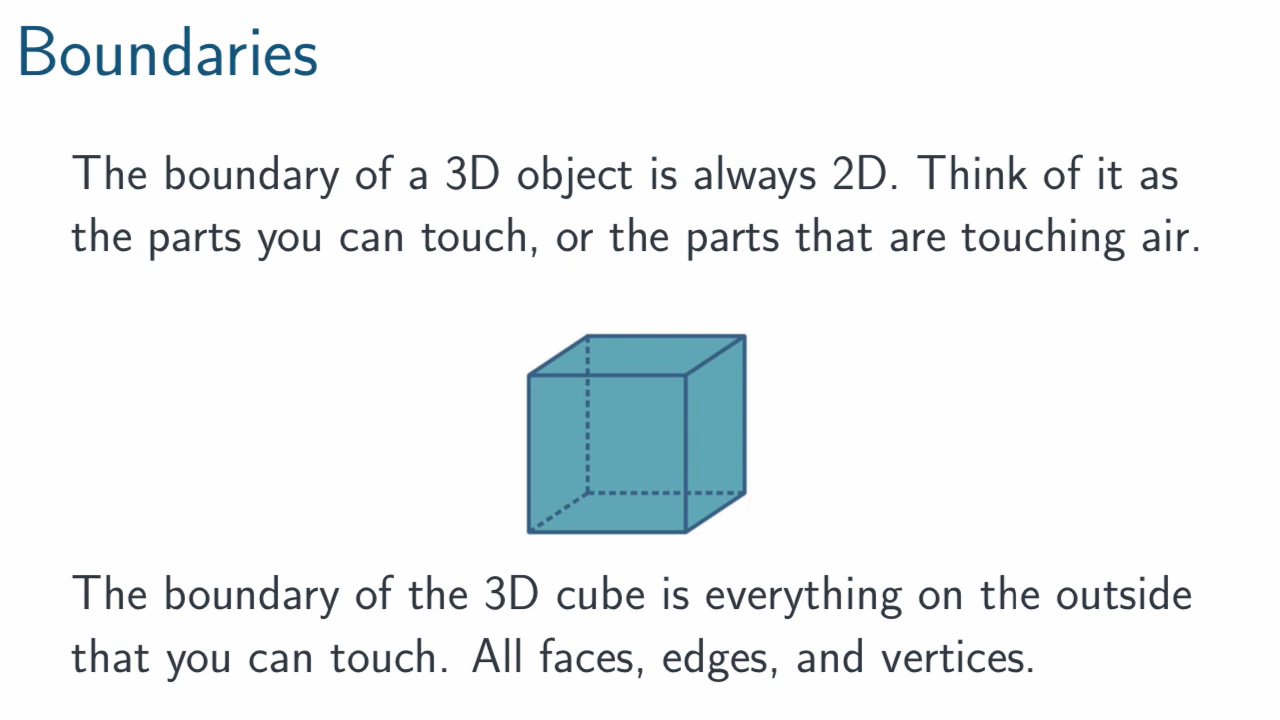 Boundaries
The boundary of a 3D object is always 2D. Think of it as
the parts you can touch, or the parts that are touching air.
The boundary of the 3D cube is everything on the outside
that you can touch. All faces, edges, and vertices.